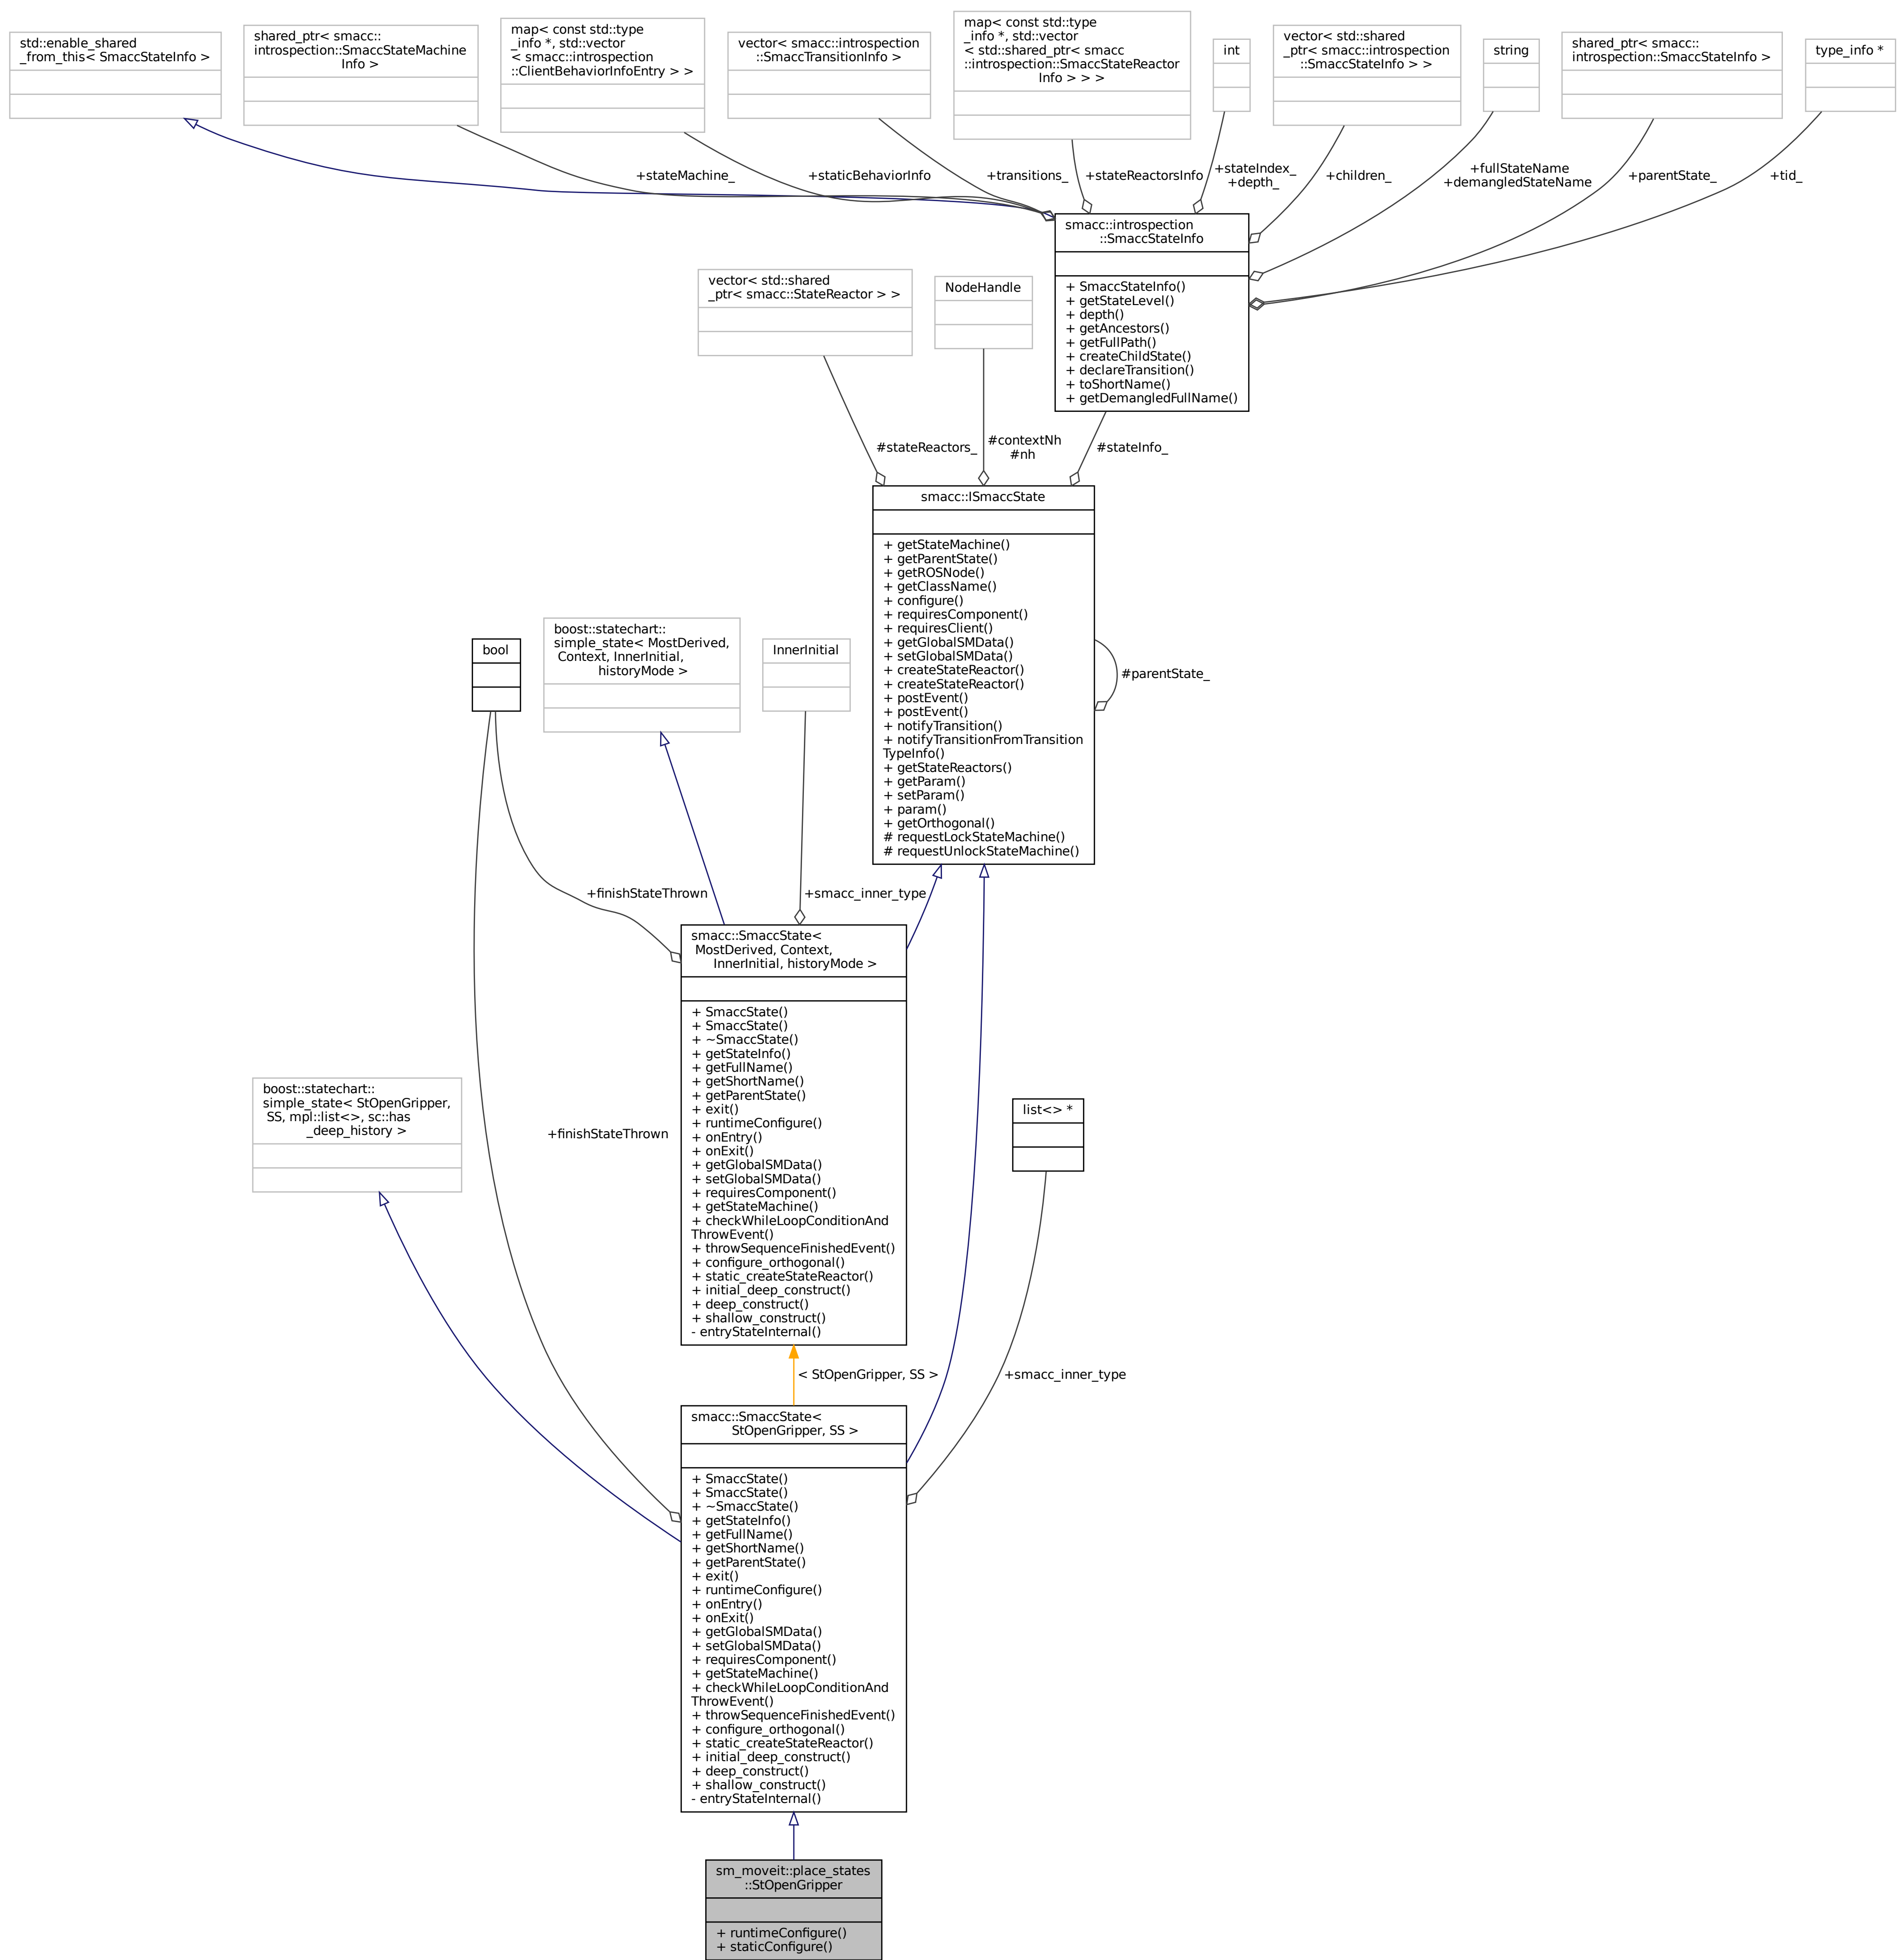 std::enable_shared
_from_this< SmaccStateInfo >
shared_ptr< smacc::
introspection::SmaccStateMachine
Info >
map< const std::type
_info *, std::vector
< smacc::introspection
::ClientBehaviorInfoEntry > >
vector< smacc::introspection
::SmaccTransitionInfo >
map< const std::type
_info *, std::vector
< std::shared_ptr< smacc
::introspection::SmaccStateReactor
Info > > >
int
vector< std::shared
_ptr< smacc::introspection
::SmaccStateInfo > >
string
shared_ptr< smacc::
introspection::SmaccStateInfo >
type_info *
+stateMachine_
+staticBehaviorInfo
+transitions_
+stateReactorsInfo
+stateIndex_
+depth_
+children_
+fullStateName
+demangledStateName
+parentState_
+tid_
smacc::introspection
::SmaccStateInfo
+ SmaccStateInfo()
+ getStateLevel()
+ depth()
+ getAncestors()
+ getFullPath()
+ createChildState()
+ declareTransition()
+ toShortName()
+ getDemangledFullName()
vector< std::shared
_ptr< smacc::StateReactor > >
NodeHandle
#stateReactors_
#contextNh
#nh
#stateInfo_
smacc::ISmaccState
+ getStateMachine()
+ getParentState()
+ getROSNode()
+ getClassName()
+ configure()
+ requiresComponent()
+ requiresClient()
+ getGlobalSMData()
+ setGlobalSMData()
+ createStateReactor()
+ createStateReactor()
+ postEvent()
+ postEvent()
+ notifyTransition()
+ notifyTransitionFromTransition
TypeInfo()
+ getStateReactors()
+ getParam()
+ setParam()
+ param()
+ getOrthogonal()
# requestLockStateMachine()
# requestUnlockStateMachine()
#parentState_
bool
boost::statechart::
simple_state< MostDerived,
Context, InnerInitial,
historyMode >
InnerInitial
+finishStateThrown
+smacc_inner_type
smacc::SmaccState<
MostDerived, Context,
InnerInitial, historyMode >
+ SmaccState()
+ SmaccState()
+ ~SmaccState()
+ getStateInfo()
+ getFullName()
+ getShortName()
+ getParentState()
+ exit()
+ runtimeConfigure()
+ onEntry()
+ onExit()
+ getGlobalSMData()
+ setGlobalSMData()
+ requiresComponent()
+ getStateMachine()
+ checkWhileLoopConditionAnd
ThrowEvent()
+ throwSequenceFinishedEvent()
+ configure_orthogonal()
+ static_createStateReactor()
+ initial_deep_construct()
+ deep_construct()
+ shallow_construct()
- entryStateInternal()
boost::statechart::
simple_state< StOpenGripper,
SS, mpl::list<>, sc::has
_deep_history >
+finishStateThrown
list<> *
< StOpenGripper, SS >
+smacc_inner_type
smacc::SmaccState<
StOpenGripper, SS >
+ SmaccState()
+ SmaccState()
+ ~SmaccState()
+ getStateInfo()
+ getFullName()
+ getShortName()
+ getParentState()
+ exit()
+ runtimeConfigure()
+ onEntry()
+ onExit()
+ getGlobalSMData()
+ setGlobalSMData()
+ requiresComponent()
+ getStateMachine()
+ checkWhileLoopConditionAnd
ThrowEvent()
+ throwSequenceFinishedEvent()
+ configure_orthogonal()
+ static_createStateReactor()
+ initial_deep_construct()
+ deep_construct()
+ shallow_construct()
- entryStateInternal()
sm_moveit::place_states
::StOpenGripper
+ runtimeConfigure()
+ staticConfigure()